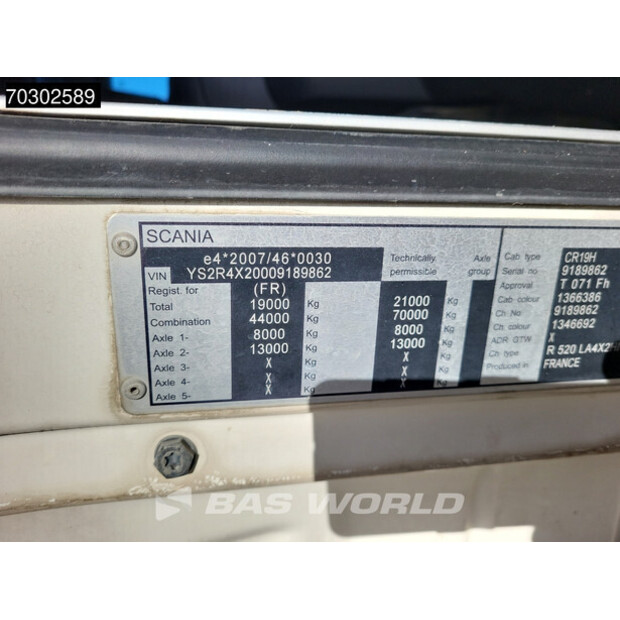 70302589
SCANIA
e4*2007/46*0030
VIN YS2R4X20009189862
Technically permissible
Axle group
Regist. for (FR)
Total 19000 Kg 21000 Kg
Combination 44000 Kg 70000 Kg
Axle 1- 8000 Kg 8000 Kg
Axle 2- 13000 Kg 13000 Kg
Axle 3- X Kg X Kg
Axle 4- X Kg X Kg
Axle 5- X Kg X Kg
Cab. type CR19H
Serial no 9189862
Approval T 071 Fh
Cab. colour 1366386
Ch. No 9189862
Ch. colour 1346692
ADR GTW X
Ch. type R 520 LA4X2
Produced in FRANCE
BAS WORLD